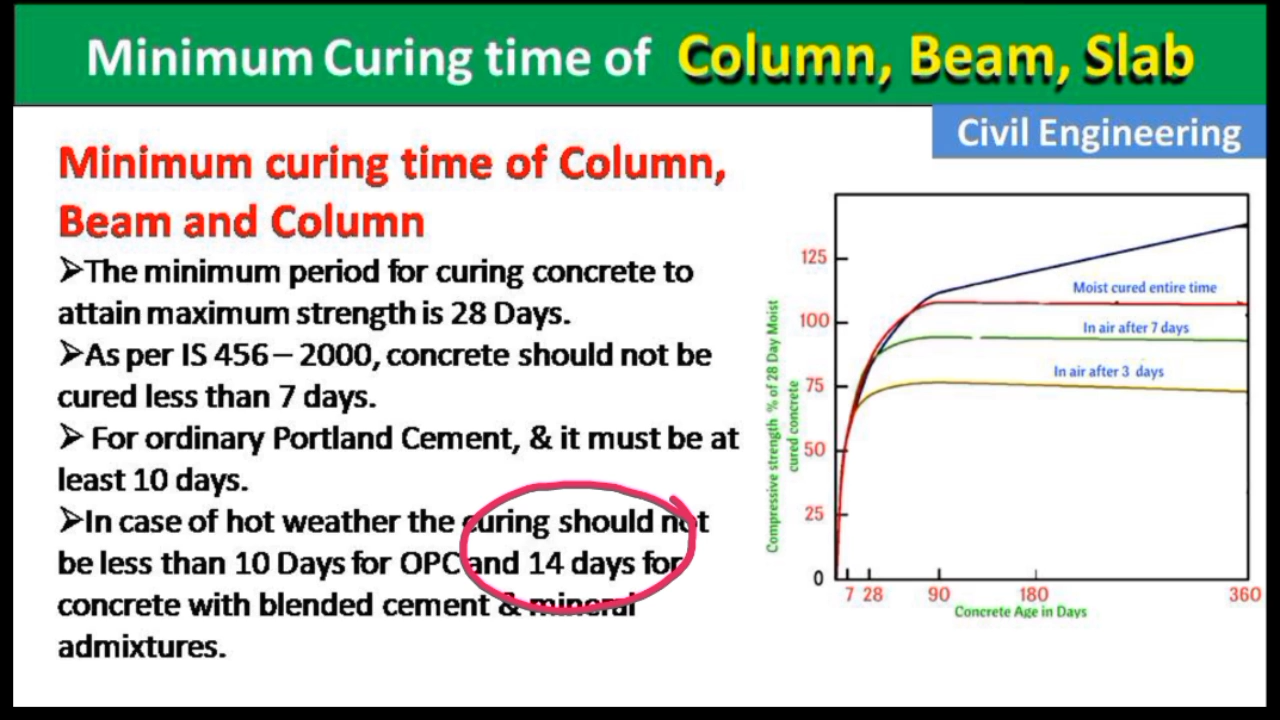 Minimum Curing time of Column, Beam, Slab
Civil Engineering
Minimum curing time of Column,
Beam and Column
➢The minimum period for curing concrete to
attain maximum strength is 28 Days.
➢As per IS 456 – 2000, concrete should not be
cured less than 7 days.
➢ For ordinary Portland Cement, & it must be at
least 10 days.
➢In case of hot weather the curing should not
be less than 10 Days for OPC and 14 days for
concrete with blended cement & mineral
admixtures.
Compressive strength % of 28 Day Moist
cured concrete
125
100
75
50
25
0
Moist cured entire time
In air after 7 days
In air after 3 days
7 28 90 180 360
Concrete Age in Days